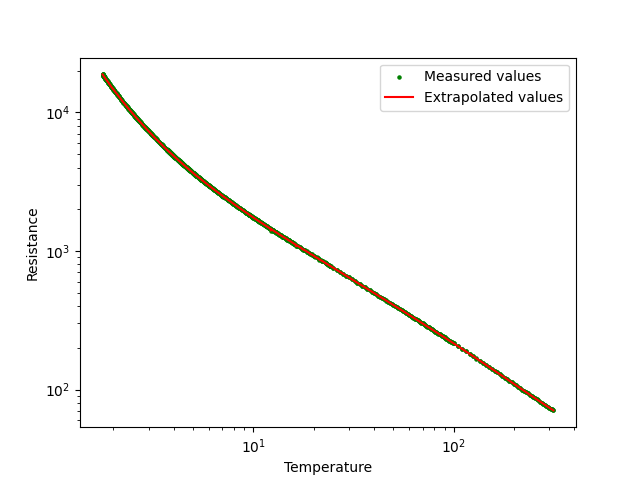 Measured values
Extrapolated values
10^4
10^3
10^2
Resistance
10^1
10^2
Temperature